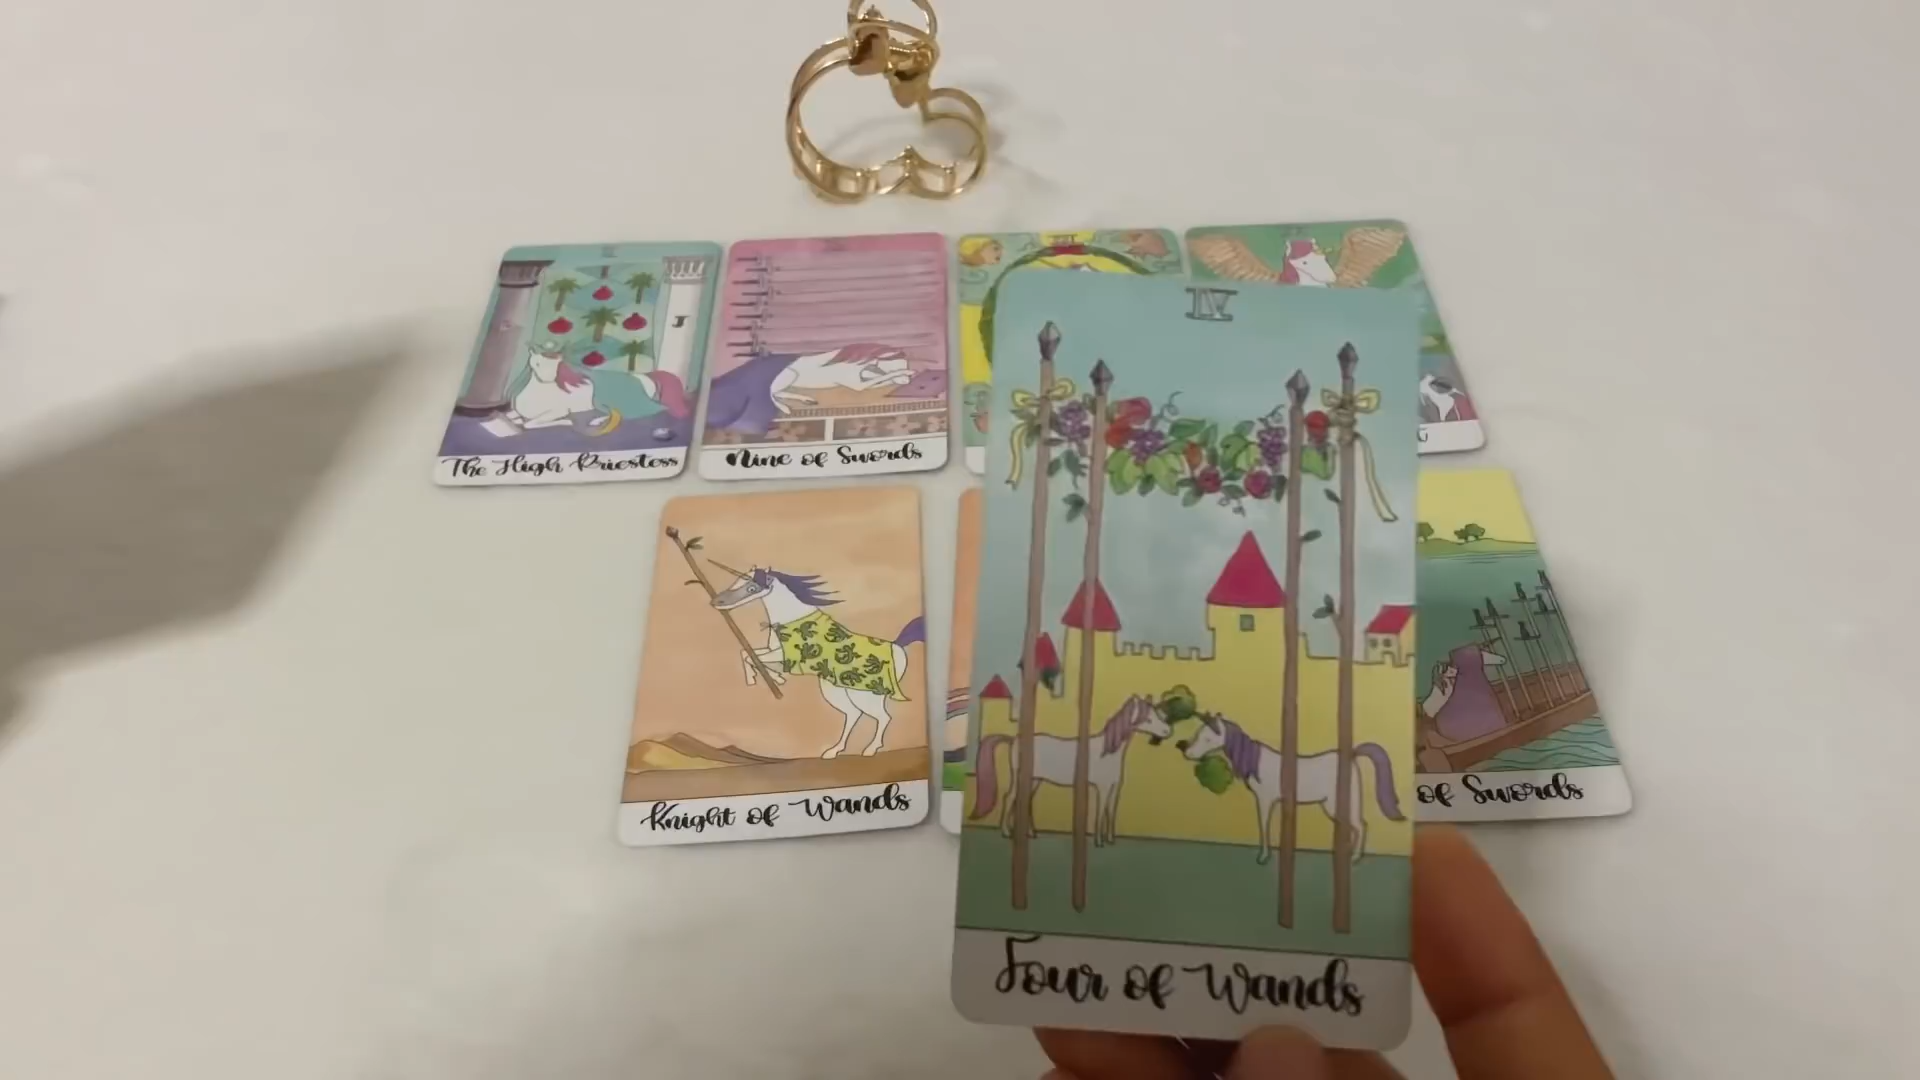 J
The High Priestess
Nine of Swords
IV
Knight of Wands
of Swords
Four of Wands